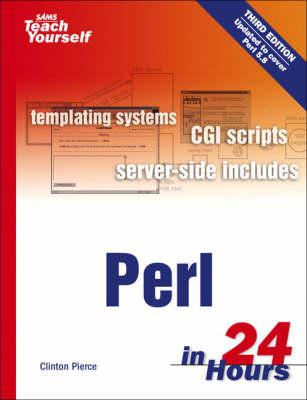 SAMS
Teach
Yourself
THIRD EDITION
Updated to cover
Perl 5.8
templating systems
CGI scripts
server-side includes
Perl
Clinton Pierce
in 24
Hours